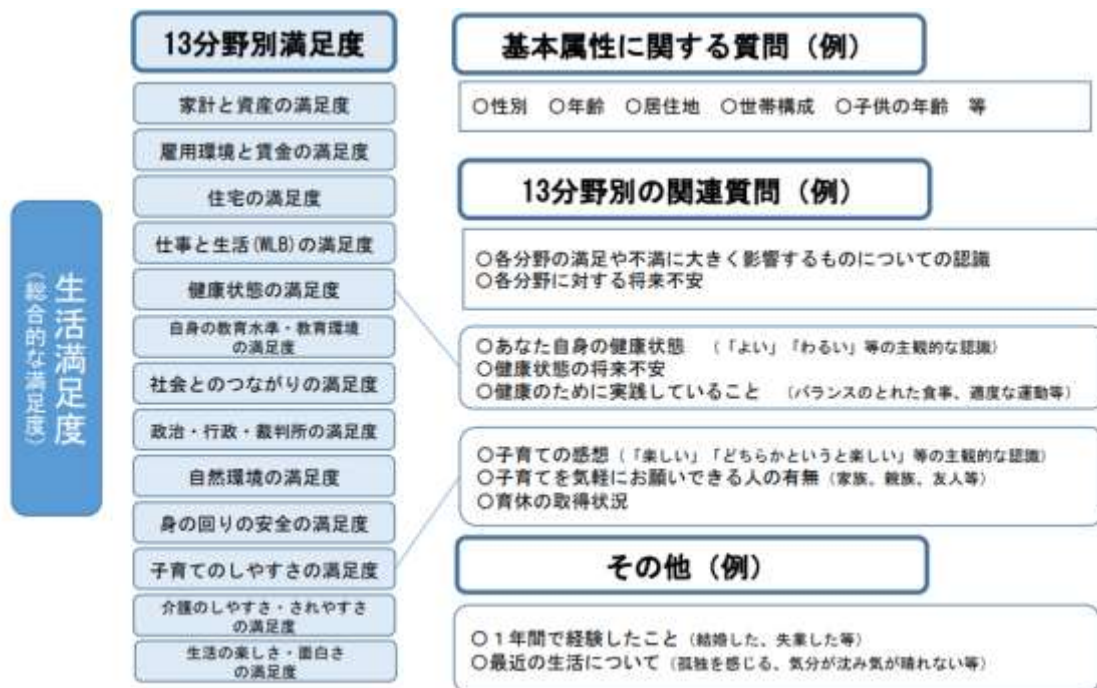 生活満足度
（総合的な満足度）
13分野別満足度
家計と資産の満足度
雇用環境と賃金の満足度
住宅の満足度
仕事と生活(WLB)の満足度
健康状態の満足度
自身の教育水準・教育環境
の満足度
社会とのつながりの満足度
政治・行政・裁判所の満足度
自然環境の満足度
身の回りの安全の満足度
子育てのしやすさの満足度
介護のしやすさ・されやすさ
の満足度
生活の楽しさ・面白さ
の満足度
基本属性に関する質問（例）
○性別　○年齢　○居住地　○世帯構成　○子供の年齢　等
13分野別の関連質問（例）
○各分野の満足や不満に大きく影響するものについての認識
○各分野に対する将来不安
○あなた自身の健康状態　（「よい」「わるい」等の主観的な認識）
○健康状態の将来不安
○健康のために実践していること　（バランスのとれた食事、適度な運動等）
○子育ての感想（「楽しい」「どちらかというと楽しい」等の主観的な認識）
○子育てを気軽にお願いできる人の有無（家族、親族、友人等）
○育休の取得状況
その他（例）
○１年間で経験したこと（結婚した、失業した等）
○最近の生活について（孤独を感じる、気分が沈み気が晴れない等）